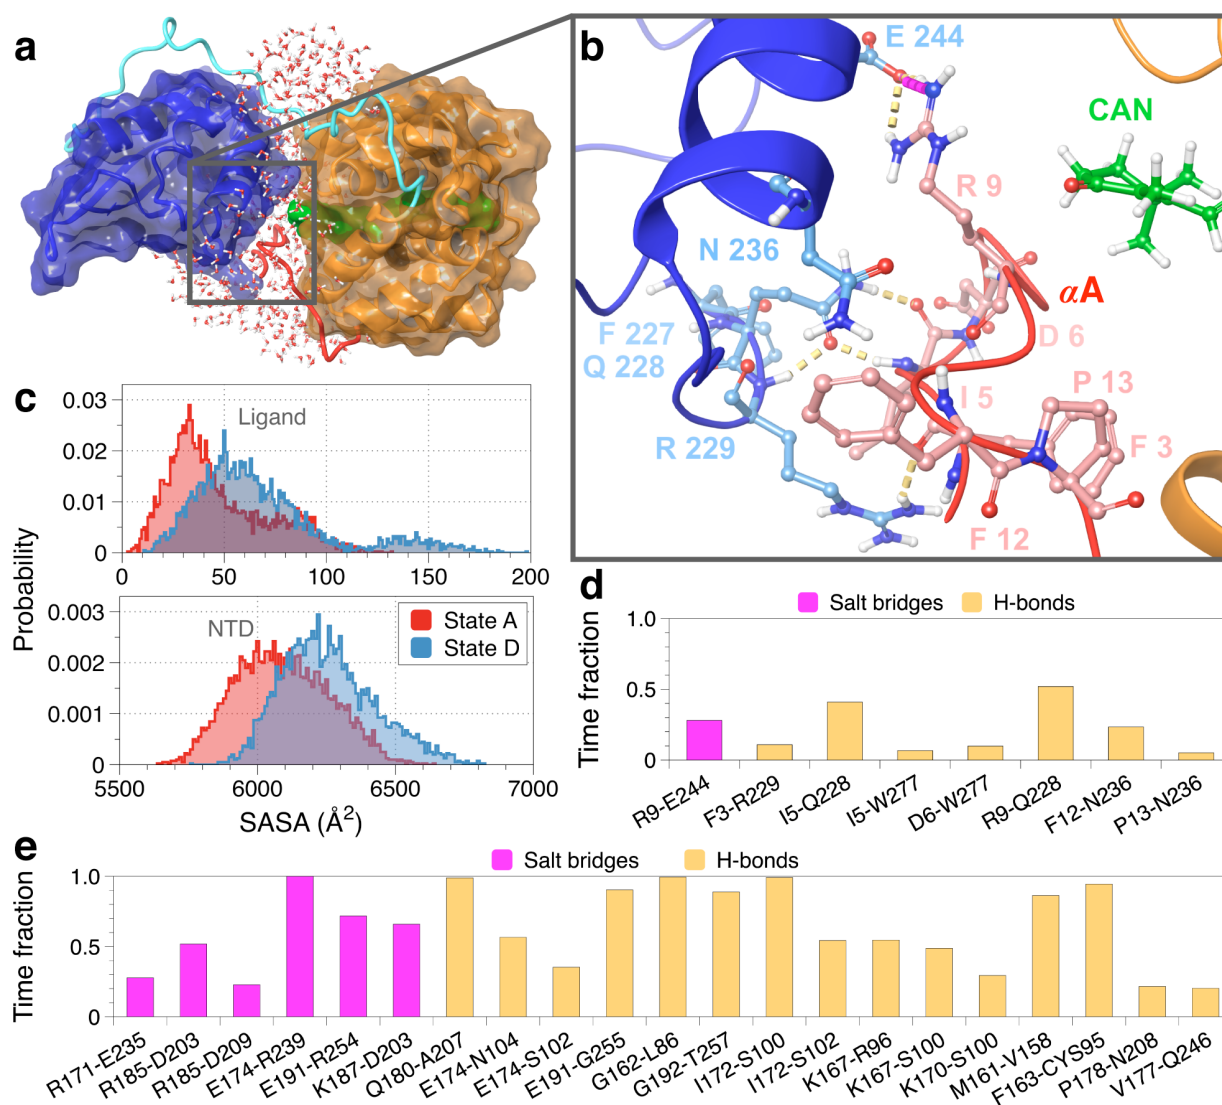 a
b
E 244
CAN
R 9
N 236
αA
F 227
D 6
Q 228
P 13
I 5
R 229
F 3
F 12
c
Ligand
0.03
0.02
0.01
0
0 50 100 150 200
Probability
NTD
State A
State D
0.003
0.002
0.001
0
5500 6000 6500 7000
SASA (Å²)
d
Salt bridges H-bonds
Time fraction
1.0
0.5
0
R9-E244 F3-R229 I5-Q228 I5-W277 D6-W277 R9-Q228 F12-N236 P13-N236
e
Salt bridges H-bonds
Time fraction
1.0
0.5
0
R171-E235 R185-D203 R185-D209 E174-R239 E191-R254 K187-D203 Q180-A207 E174-N104 E174-S102 E191-G255 G162-L86 G192-T257 I172-S100 I172-S102 K167-R96 K167-S100 K170-S100 M161-V158 F163-CYS95 P178-N208 V177-Q246